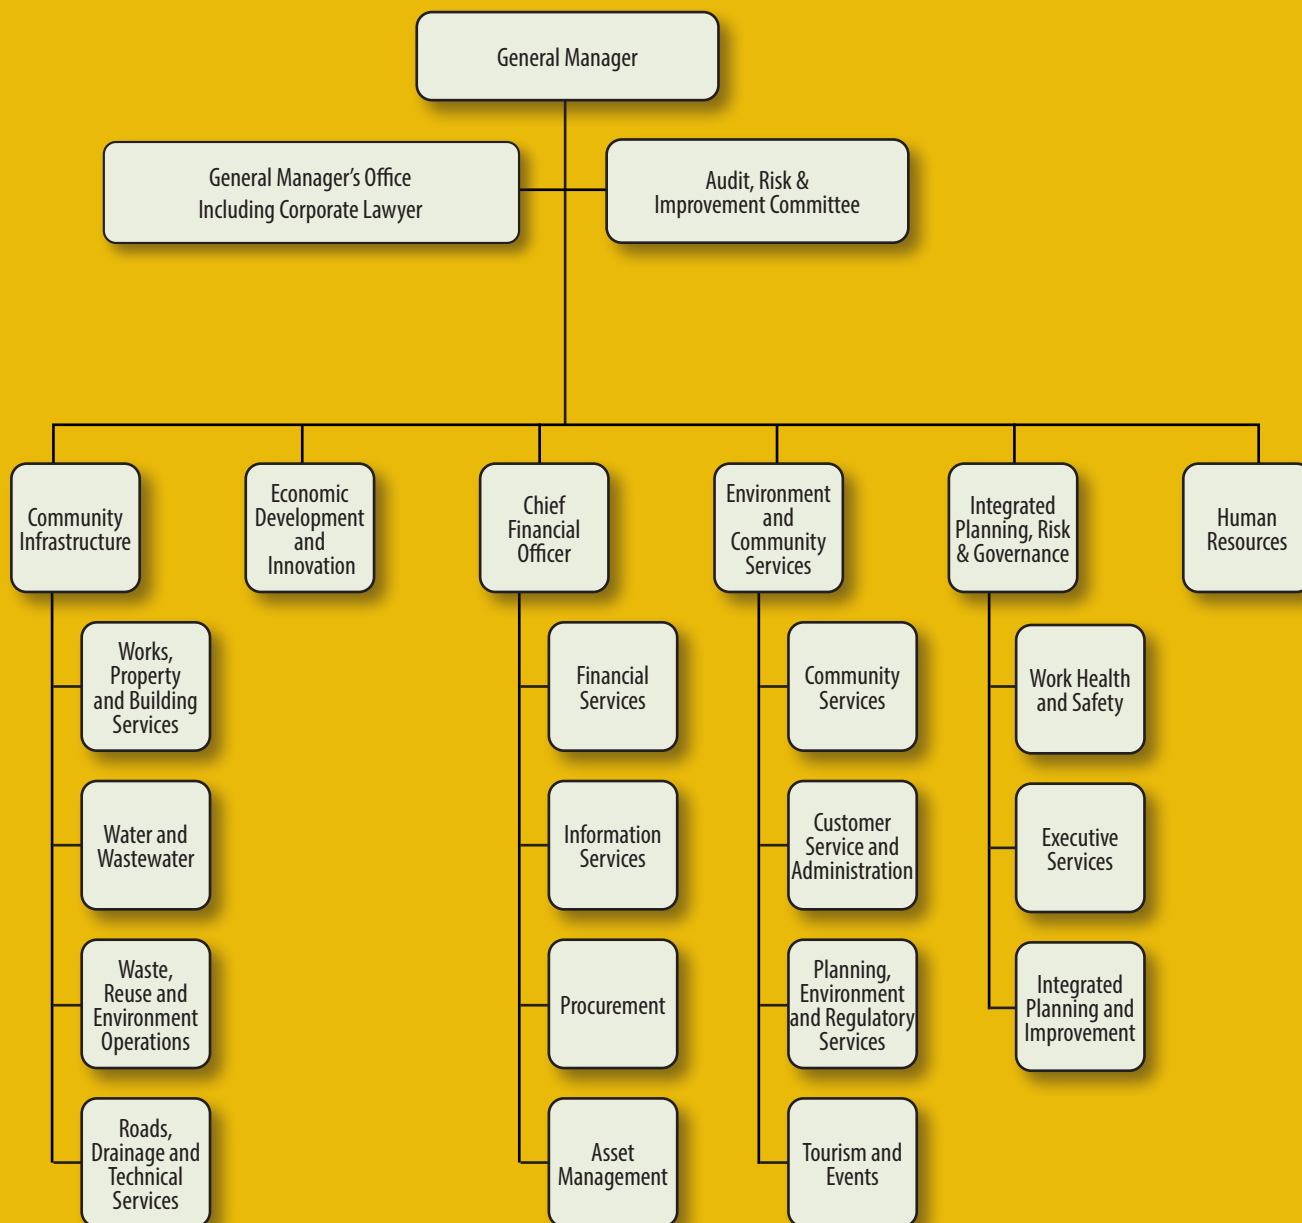 General Manager
General Manager's Office
Including Corporate Lawyer
Audit, Risk &
Improvement Committee
Community
Infrastructure
Economic
Development
and
Innovation
Chief
Financial
Officer
Environment
and
Community
Services
Integrated
Planning, Risk
& Governance
Human
Resources
Works,
Property
and Building
Services
Water and
Wastewater
Waste,
Reuse and
Environment
Operations
Roads,
Drainage and
Technical
Services
Financial
Services
Information
Services
Procurement
Asset
Management
Community
Services
Customer
Service and
Administration
Planning,
Environment
and Regulatory
Services
Tourism and
Events
Work Health
and Safety
Executive
Services
Integrated
Planning and
Improvement